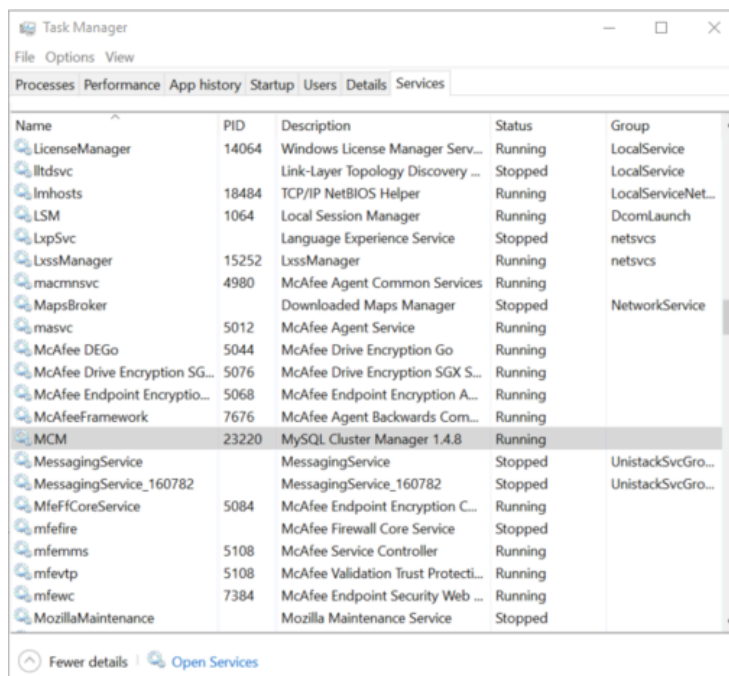 Task Manager
File Options View
Processes Performance App history Startup Users Details Services
Name PID Description Status Group
LicenseManager 14064 Windows License Manager Serv... Running LocalService
lltdsvc Link-Layer Topology Discovery ... Stopped LocalService
lmhosts 18484 TCP/IP NetBIOS Helper Running LocalServiceNet...
LSM 1064 Local Session Manager Running DcomLaunch
LxpSvc Language Experience Service Stopped netsvcs
LxssManager 15252 LxssManager Running netsvcs
macmnsvc 4980 McAfee Agent Common Services Running
MapsBroker Downloaded Maps Manager Stopped NetworkService
masvc 5012 McAfee Agent Service Running
McAfee DEGo 5044 McAfee Drive Encryption Go Running
McAfee Drive Encryption SG... 5076 McAfee Drive Encryption SGX S... Running
McAfee Endpoint Encryptio... 5068 McAfee Endpoint Encryption A... Running
McAfeeFramework 7676 McAfee Agent Backwards Com... Running
MCM 23220 MySQL Cluster Manager 1.4.8 Running
MessagingService MessagingService Stopped UnistackSvcGro...
MessagingService_160782 MessagingService_160782 Stopped UnistackSvcGro...
MfeFfCoreService 5084 McAfee Endpoint Encryption C... Running
mfefire McAfee Firewall Core Service Stopped
mfemms 5108 McAfee Service Controller Running
mfevtp 5108 McAfee Validation Trust Protecti... Running
mfewc 7384 McAfee Endpoint Security Web ... Running
MozillaMaintenance Mozilla Maintenance Service Stopped
Fewer details Open Services